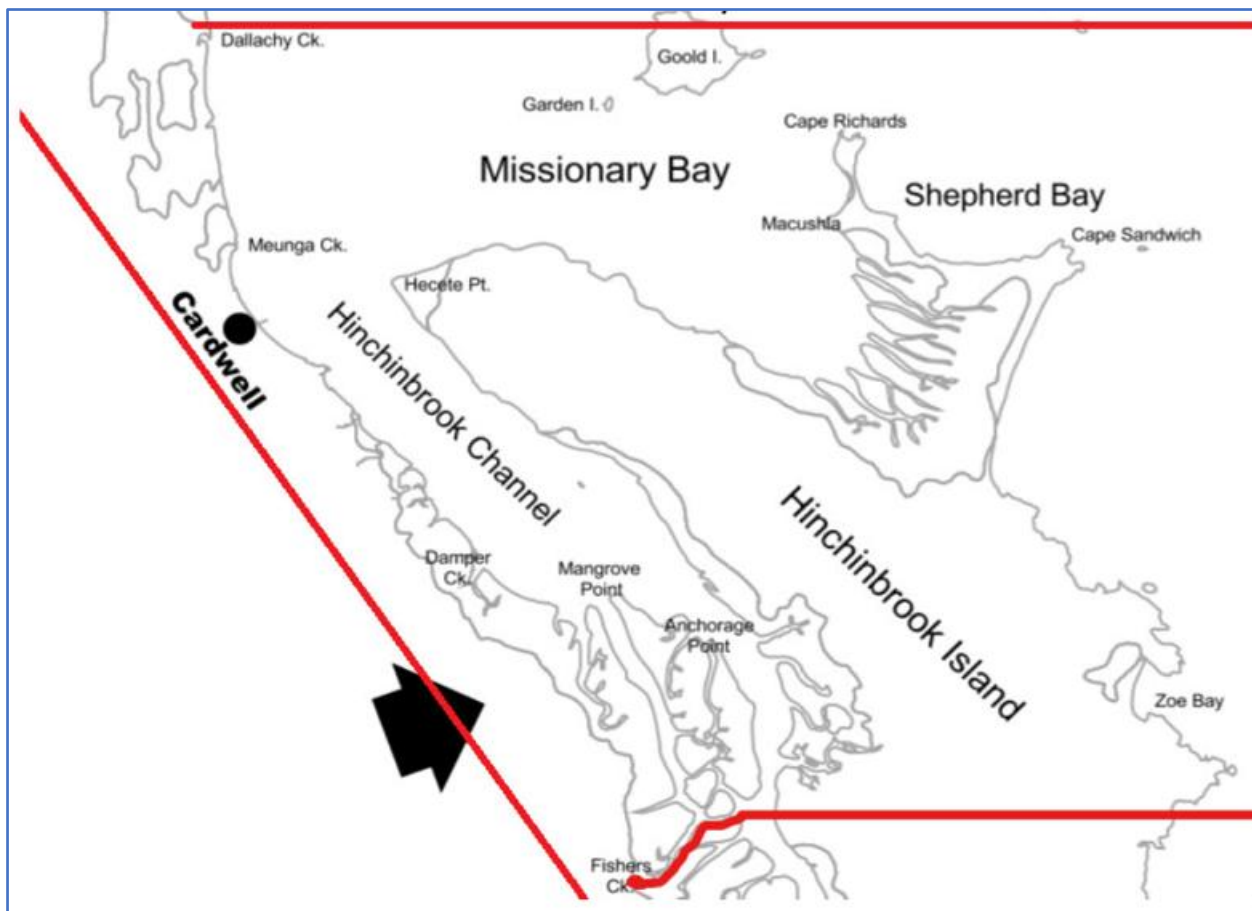 Dallachy Ck.
Goold I.
Garden I.
Cape Richards
Missionary Bay
Shepherd Bay
Macushla
Cape Sandwich
Meunga Ck.
Hecete Pt.
Cardwell
Hinchinbrook Channel
Hinchinbrook Island
Damper
Ck.
Mangrove
Point
Anchorage
Point
Zoe Bay
Fishers
Ck.